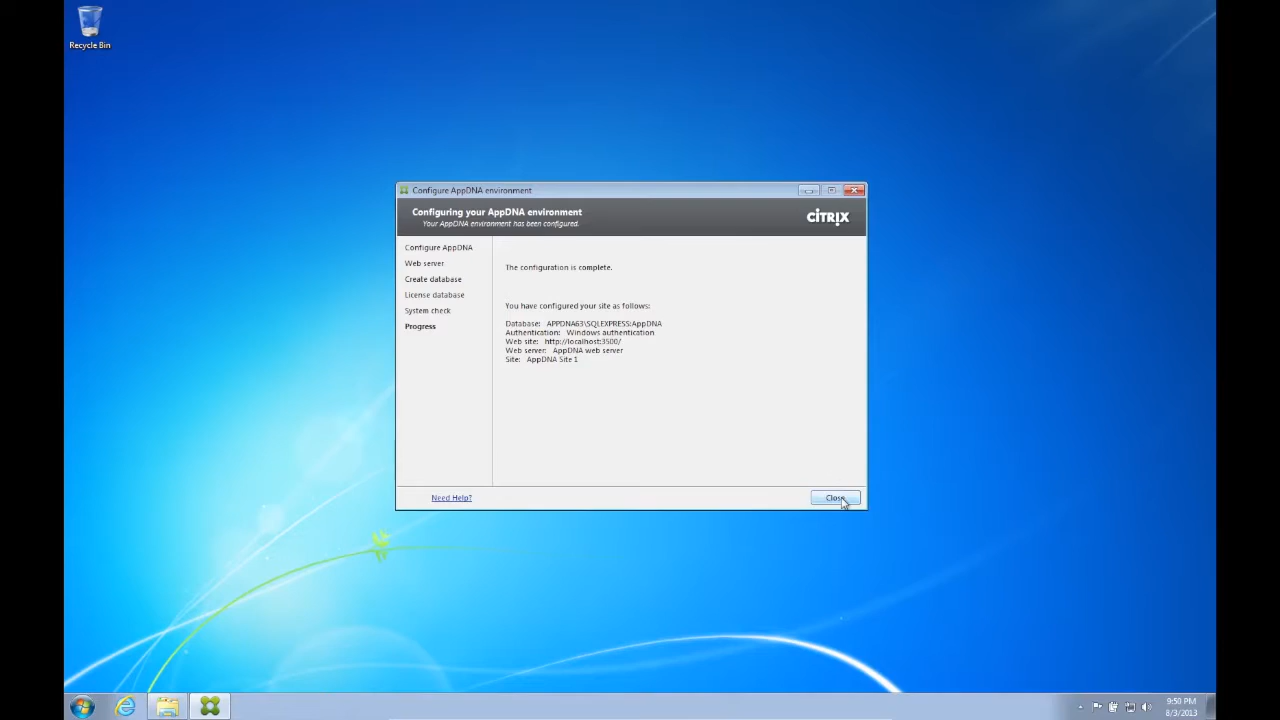 Recycle Bin
Configure AppDNA environment
Configuring your AppDNA environment
Your AppDNA environment has been configured.
CITRIX
Configure AppDNA
Web server
Create database
License database
System check
Progress
The configuration is complete.
You have configured your site as follows:
Database: APPDNA63\SQLEXPRESS:AppDNA
Authentication: Windows authentication
Web site: http://localhost:3500/
Web server: AppDNA web server
Site: AppDNA Site 1
Need Help?
Close
9:50 PM
8/3/2013